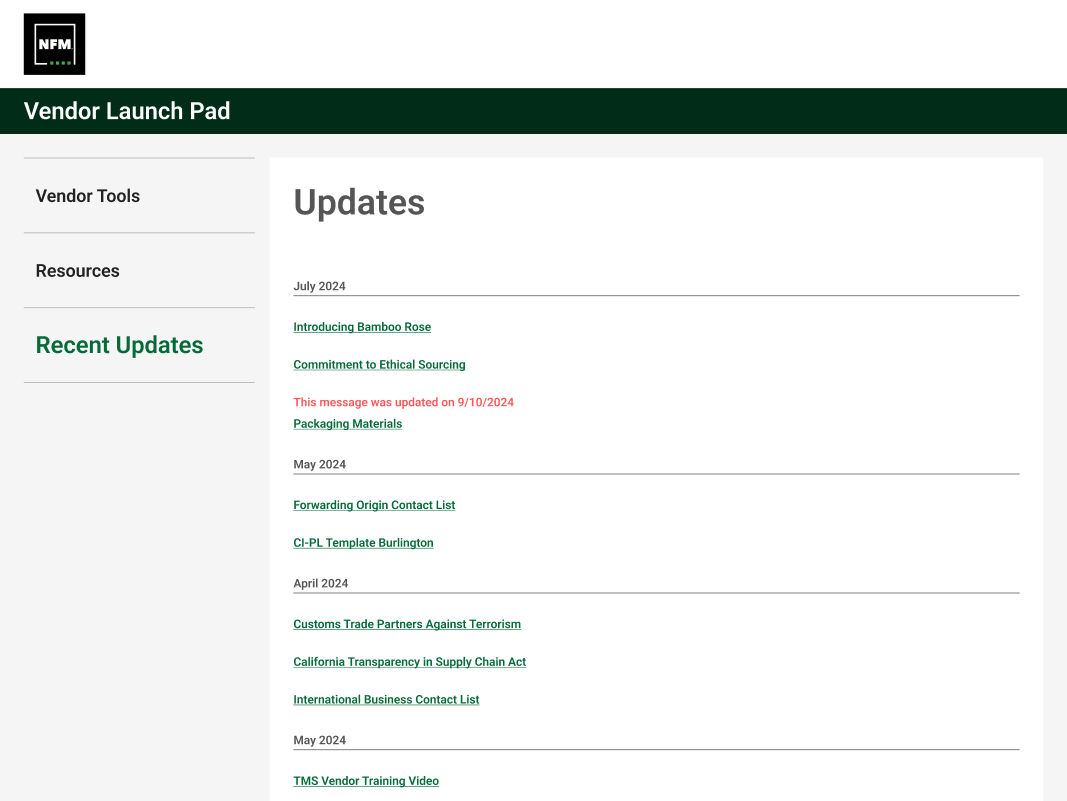 NFM
Vendor Launch Pad
Vendor Tools
Resources
Recent Updates
Updates
July 2024
Introducing Bamboo Rose
Commitment to Ethical Sourcing
This message was updated on 9/10/2024
Packaging Materials
May 2024
Forwarding Origin Contact List
CI-PL Template Burlington
April 2024
Customs Trade Partners Against Terrorism
California Transparency in Supply Chain Act
International Business Contact List
May 2024
TMS Vendor Training Video